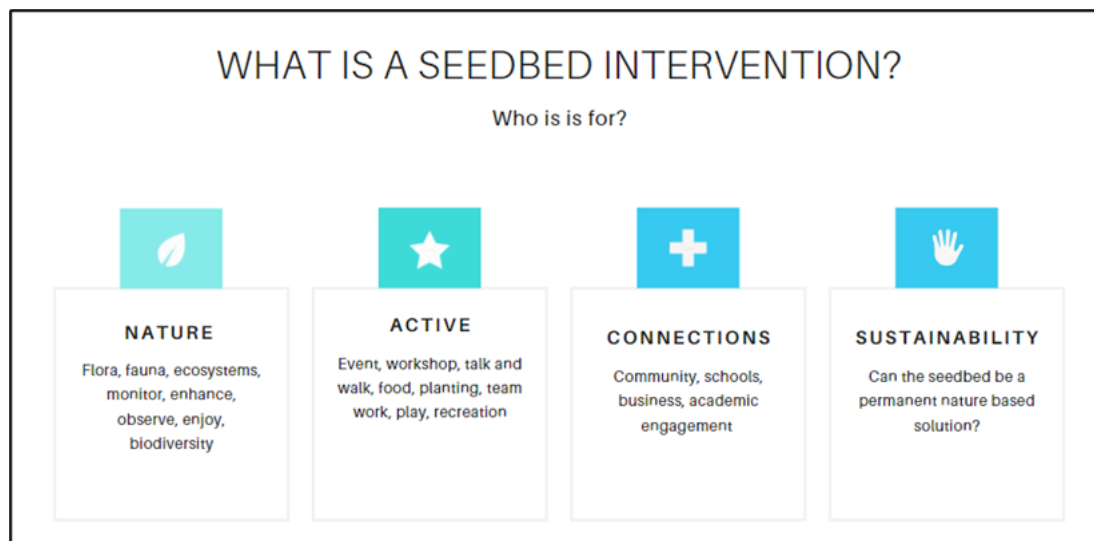 WHAT IS A SEEDBED INTERVENTION?
Who is is for?
NATURE
Flora, fauna, ecosystems,
monitor, enhance,
observe, enjoy,
biodiversity
ACTIVE
Event, workshop, talk and
walk, food, planting, team
work, play, recreation
CONNECTIONS
Community, schools,
business, academic
engagement
SUSTAINABILITY
Can the seedbed be a
permanent nature based
solution?